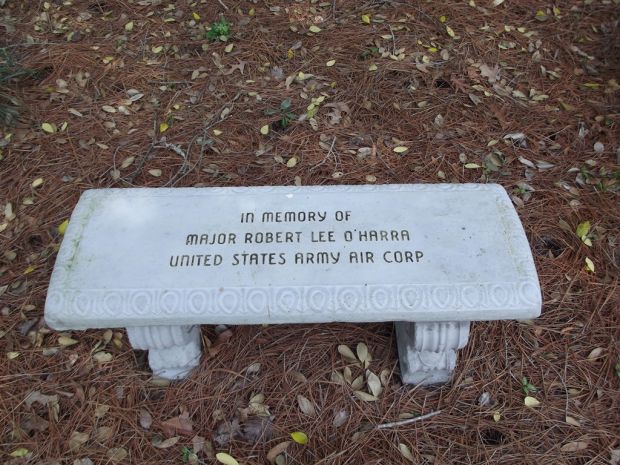 IN MEMORY OF
MAJOR ROBERT LEE O'HARRA
UNITED STATES ARMY AIR CORP.